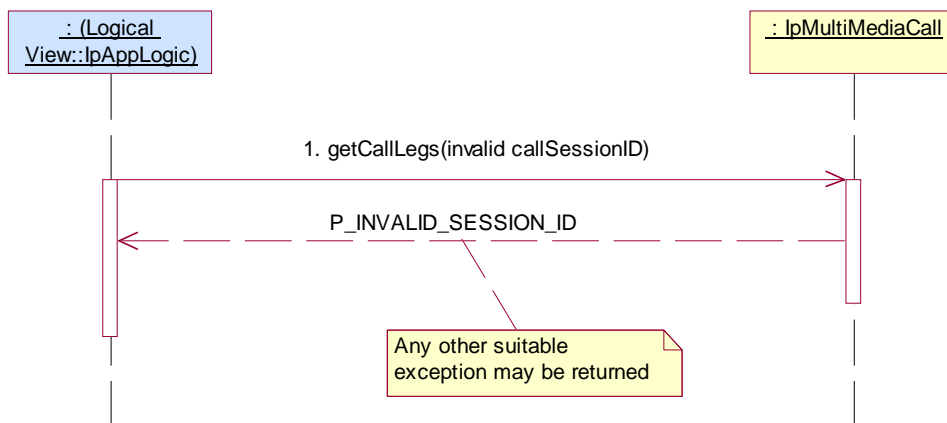 : (Logical
View::IpAppLogic)
: IpMultiMediaCall
1. getCallLegs(invalid callSessionID)
P_INVALID_SESSION_ID
Any other suitable
exception may be returned